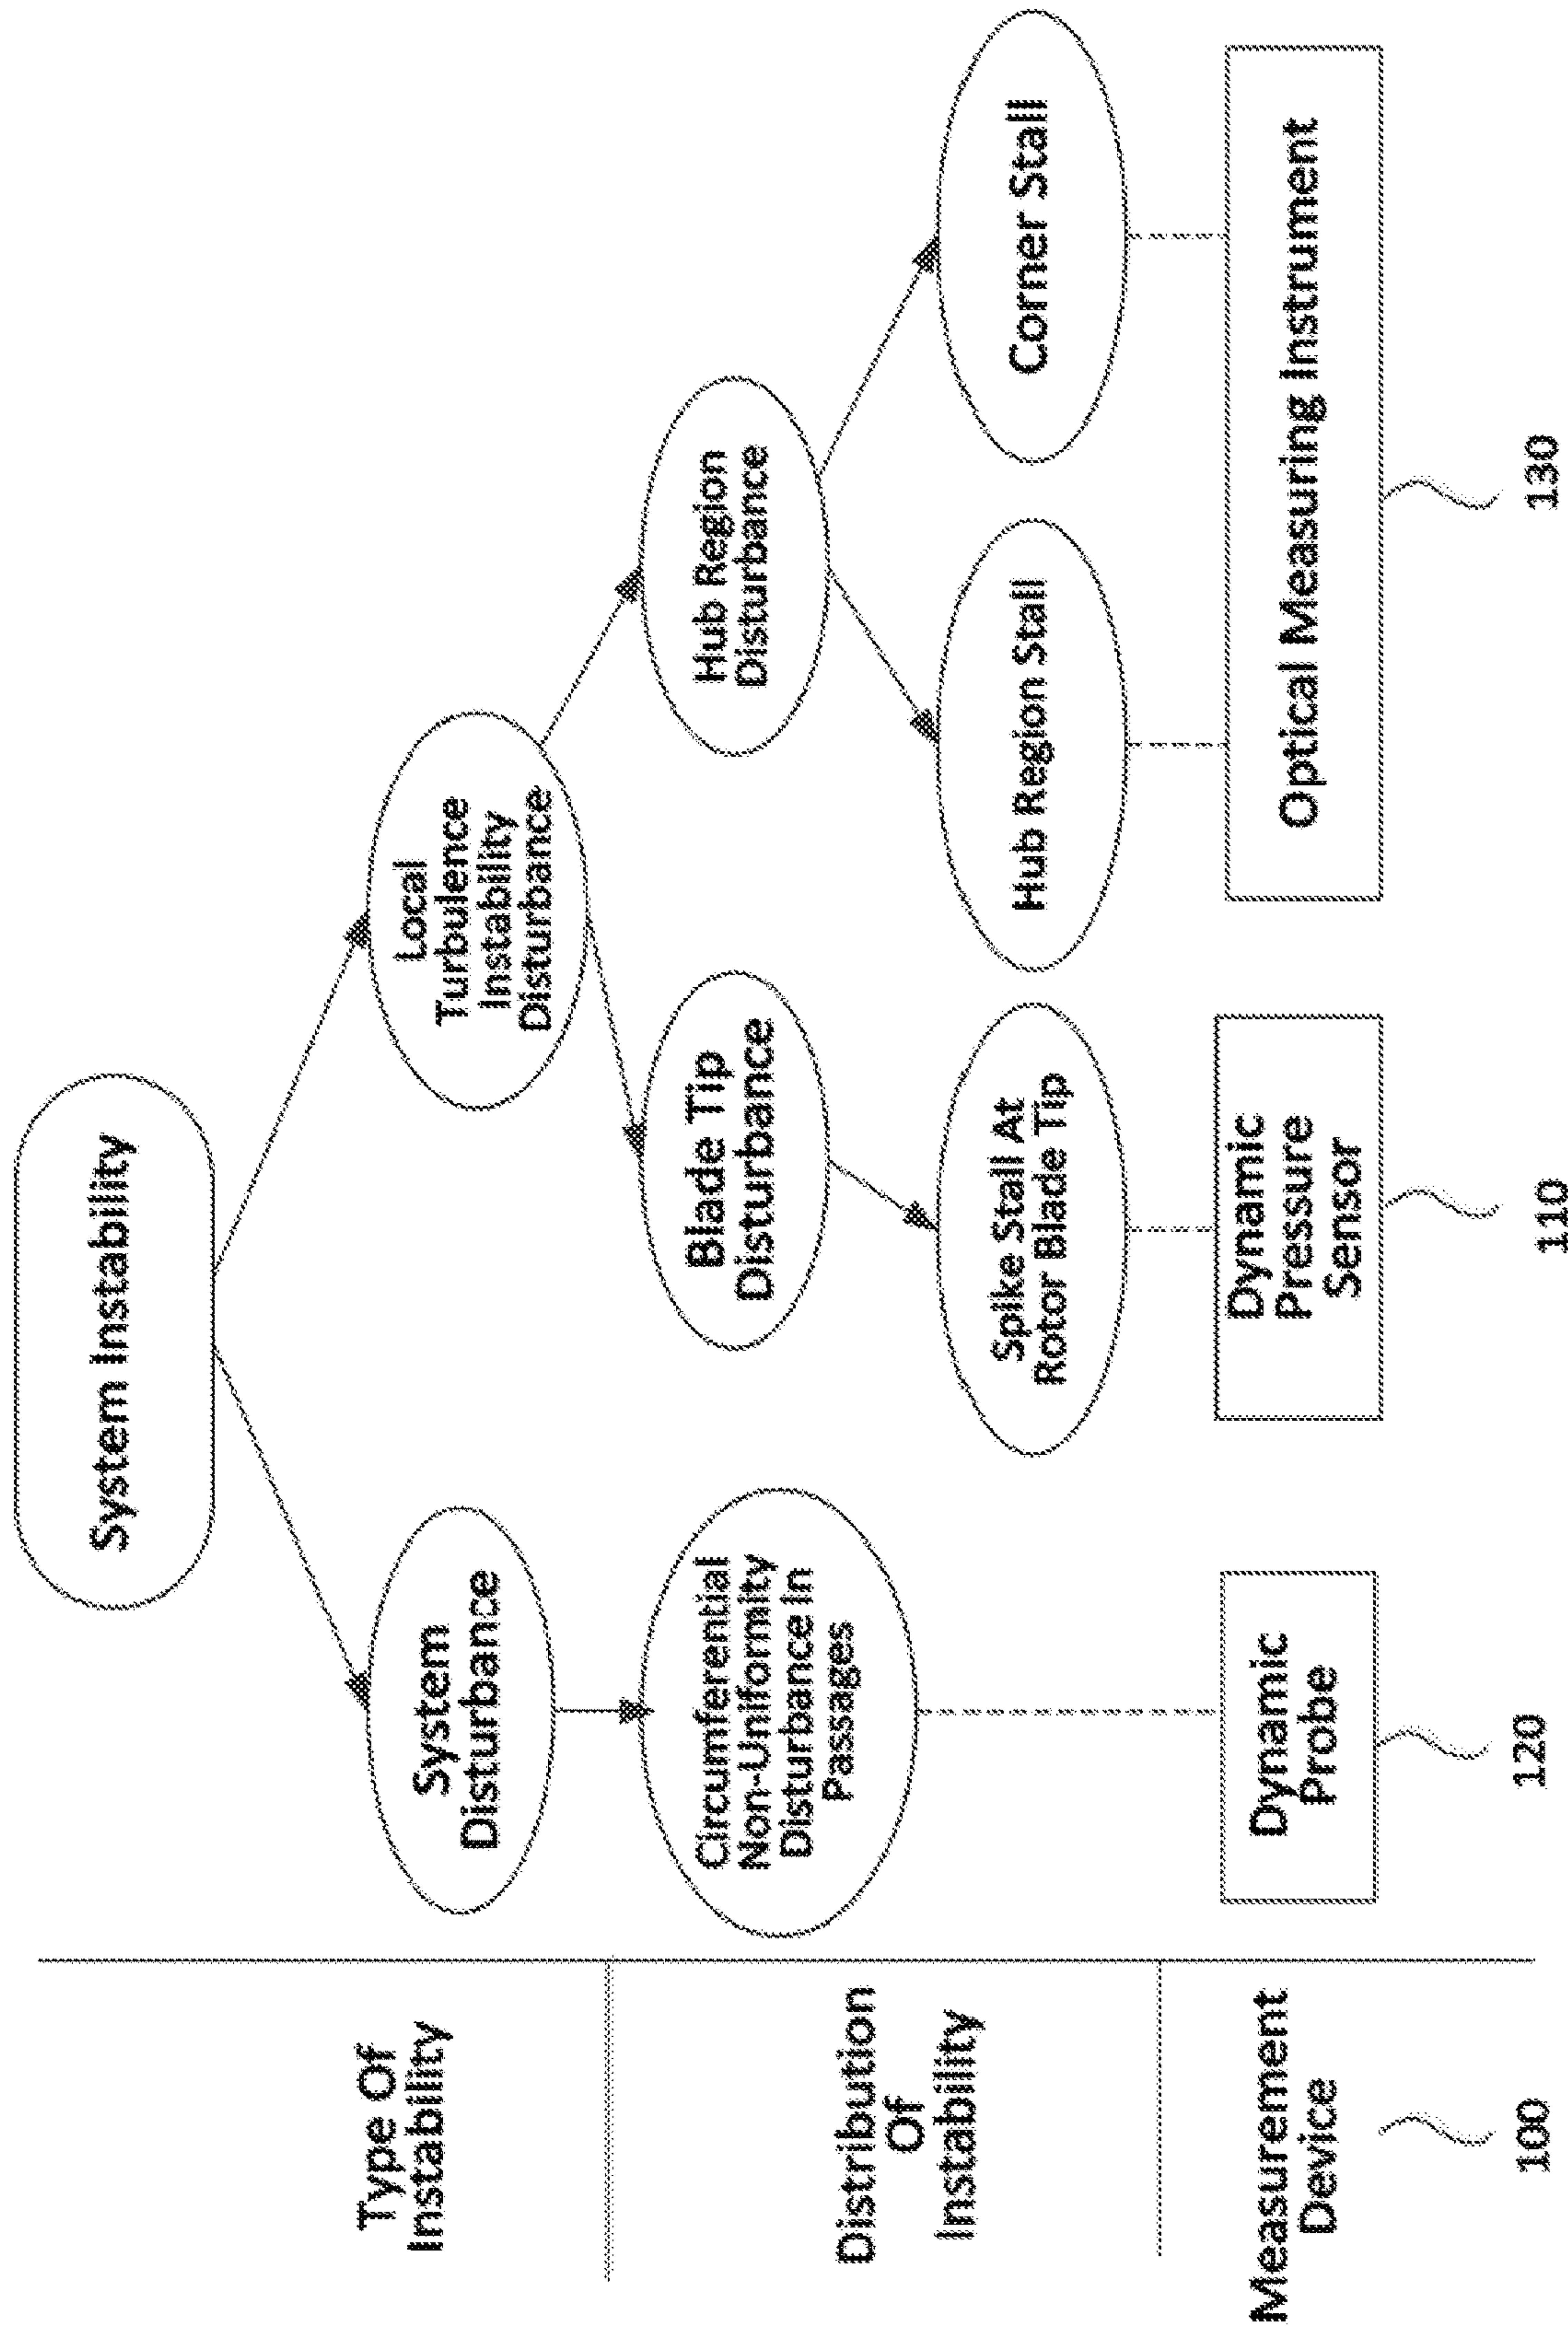 System Instability
Type Of
Instability
System
Disturbance
Local
Turbulence
Instability
Disturbance
Distribution
Of
Instability
Circumferential
Non-Uniformity
Disturbance In
Passages
Blade Tip
Disturbance
Hub Region
Disturbance
Spike Stall At
Rotor Blade Tip
Hub Region Stall
Corner Stall
Measurement
Device
Dynamic
Probe
Dynamic
Pressure
Sensor
Optical Measuring Instrument
100
120
110
130